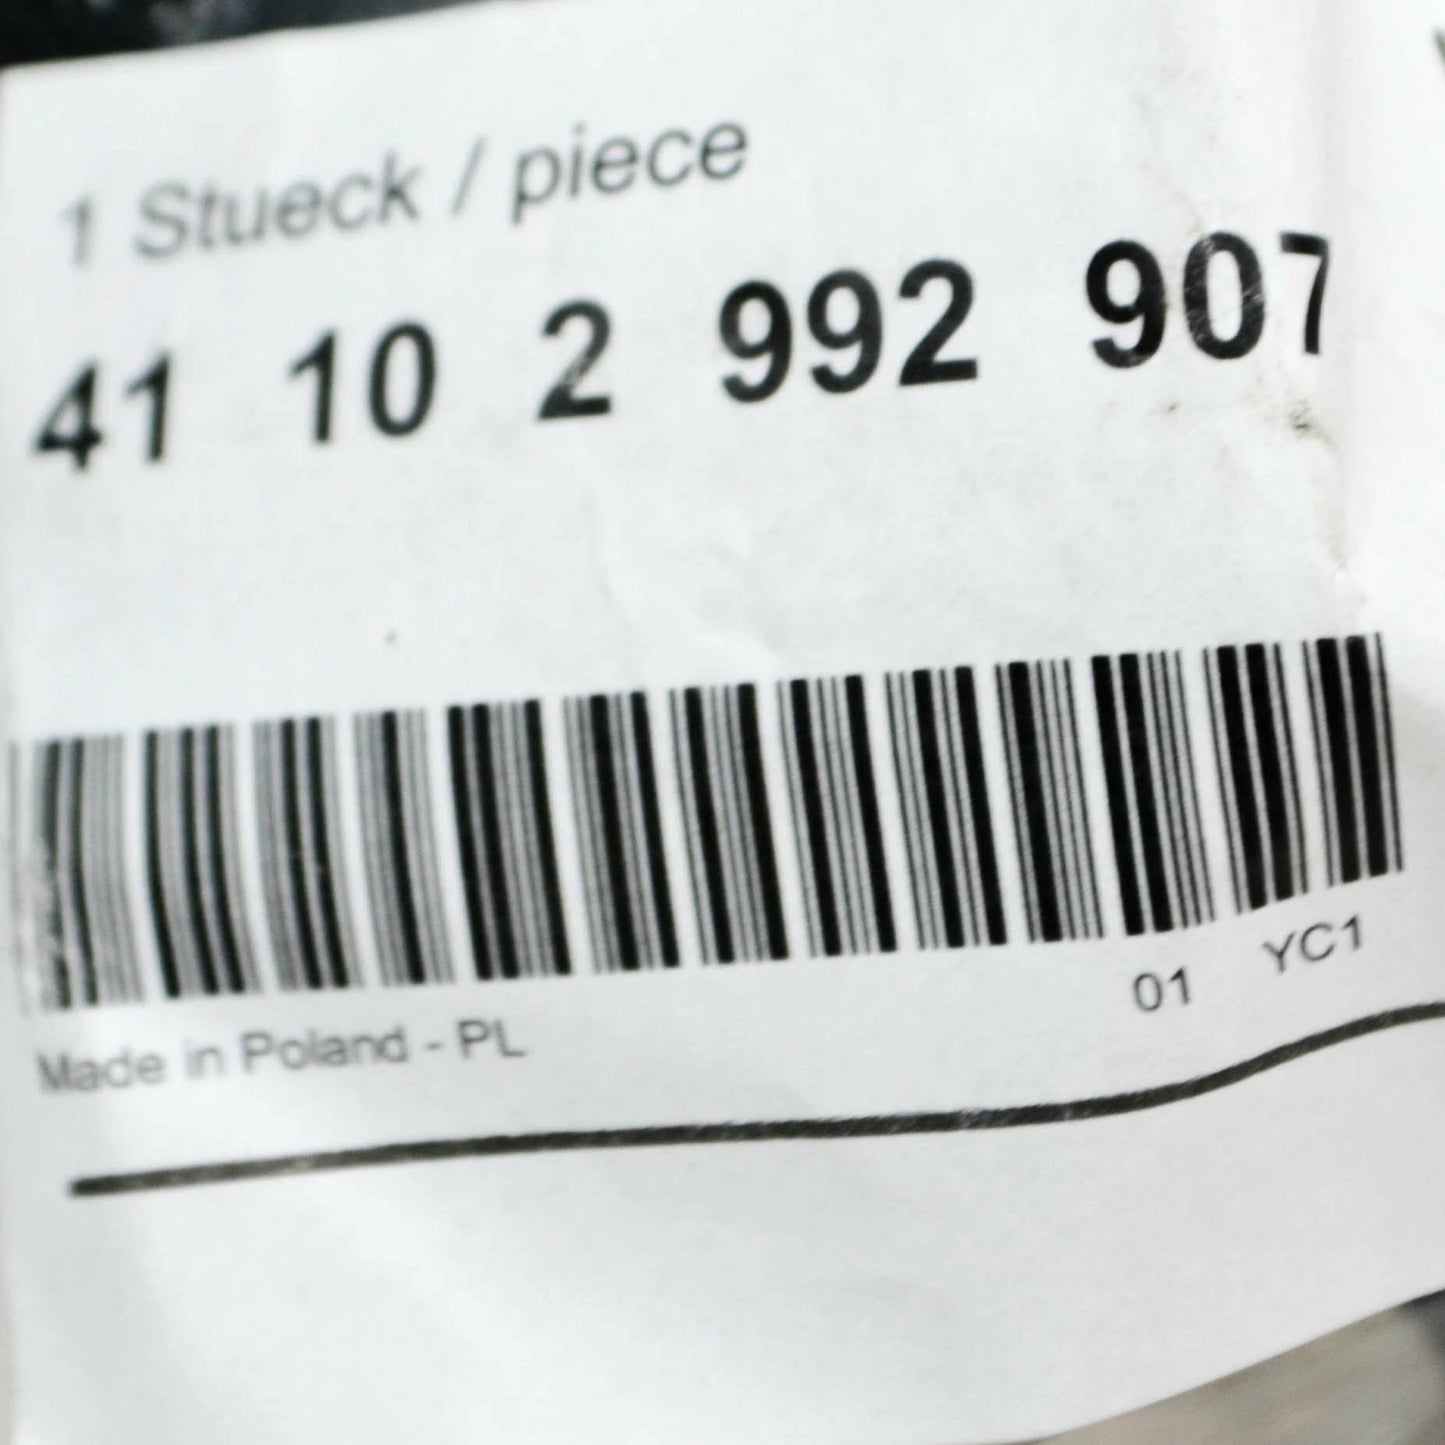 1 Stueck / piece
41 10 2 992 907
01 YC1
Made in Poland - PL